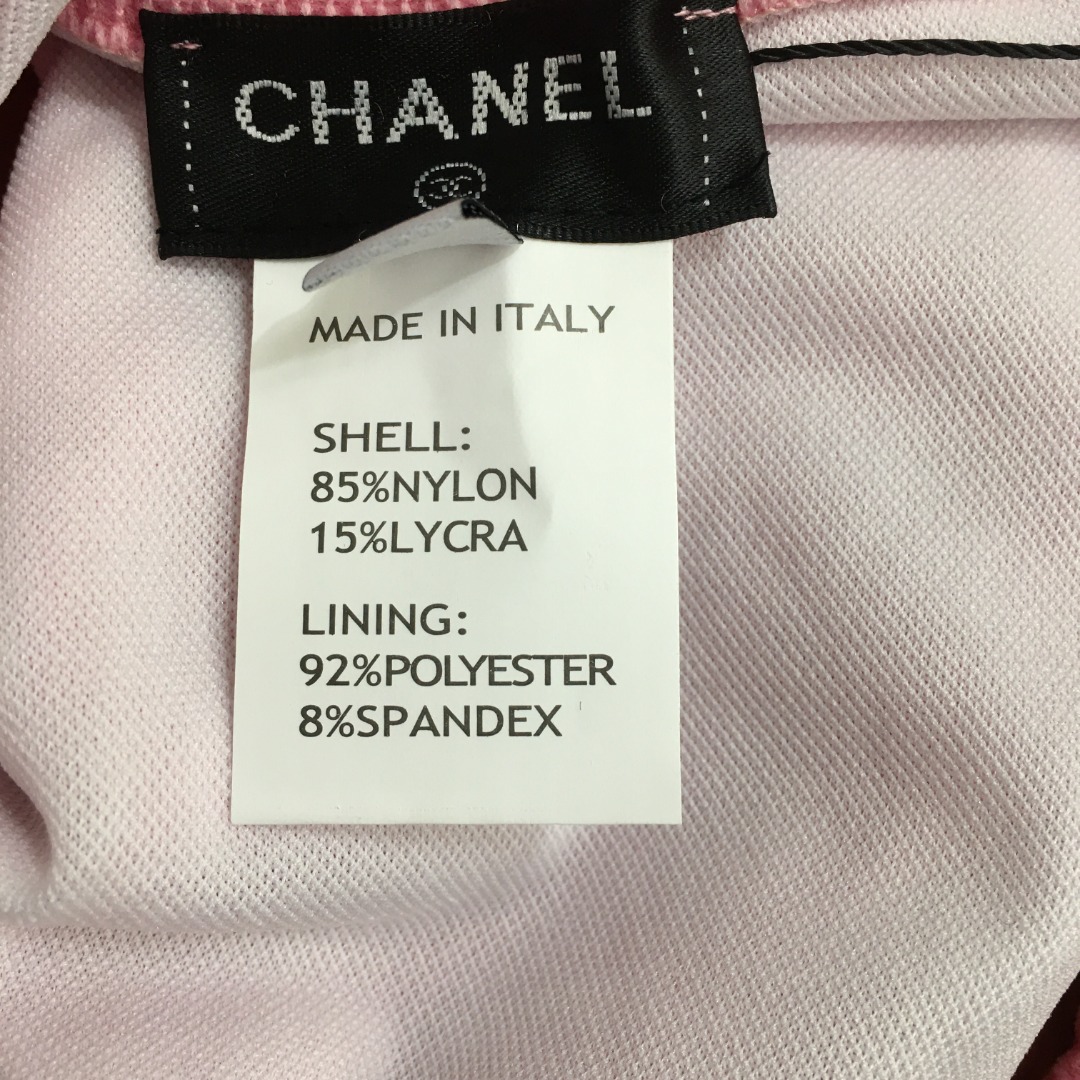 CHANEL
MADE IN ITALY
SHELL:
85%NYLON
15%LYCRA
LINING:
92%POLYESTER
8%SPANDEX